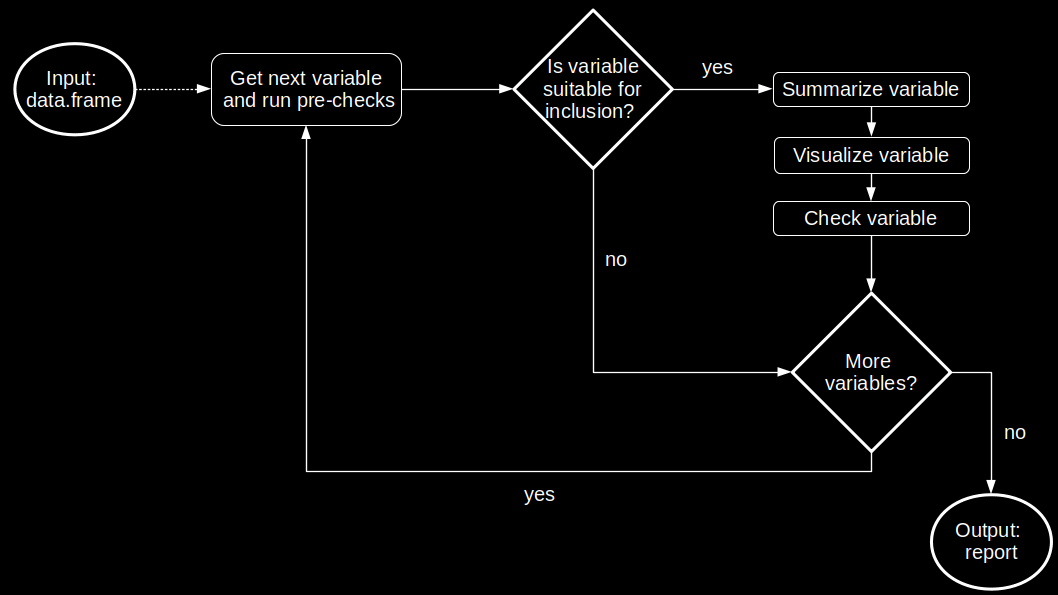 Input:
data.frame
Get next variable
and run pre-checks
Is variable
suitable for
inclusion?
yes
Summarize variable
Visualize variable
Check variable
no
More
variables?
no
yes
Output:
report